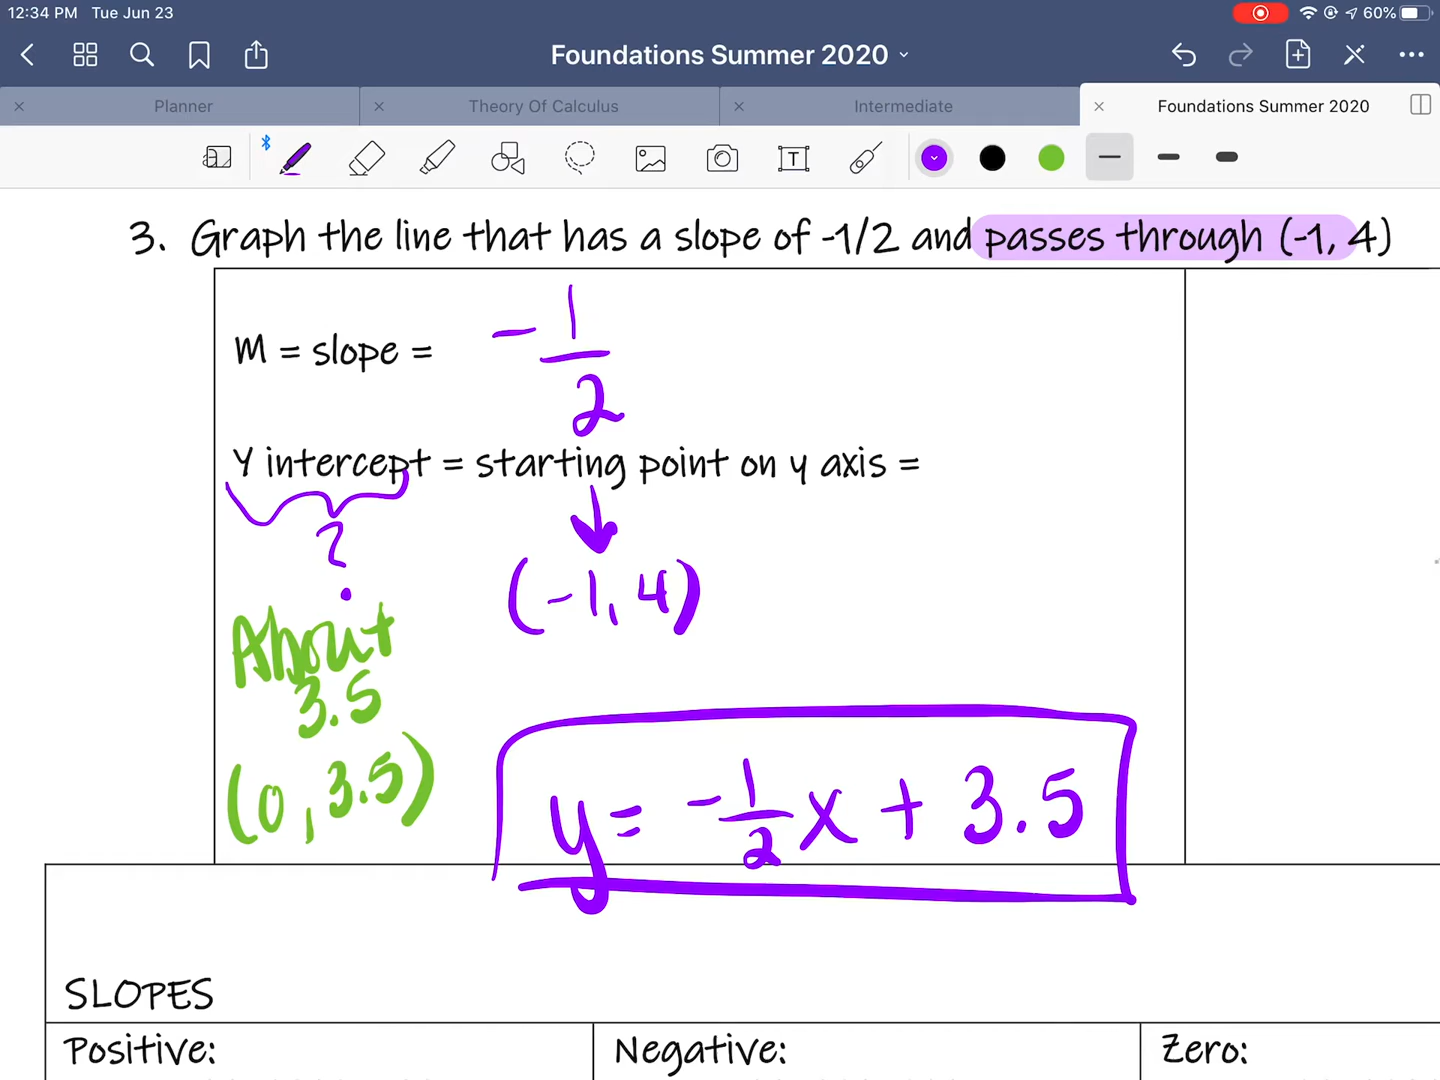 12:34 PM Tue Jun 23
60%
Foundations Summer 2020
Planner
Theory Of Calculus
Intermediate
Foundations Summer 2020
T
3. Graph the line that has a slope of -1/2 and passes through (-1, 4)
M = slope = -1/2
Y intercept = starting point on y axis =
?
(-1, 4)
About
3.5
(0, 3.5)
y = -1/2 x + 3.5
SLOPES
Positive:
Negative:
Zero: